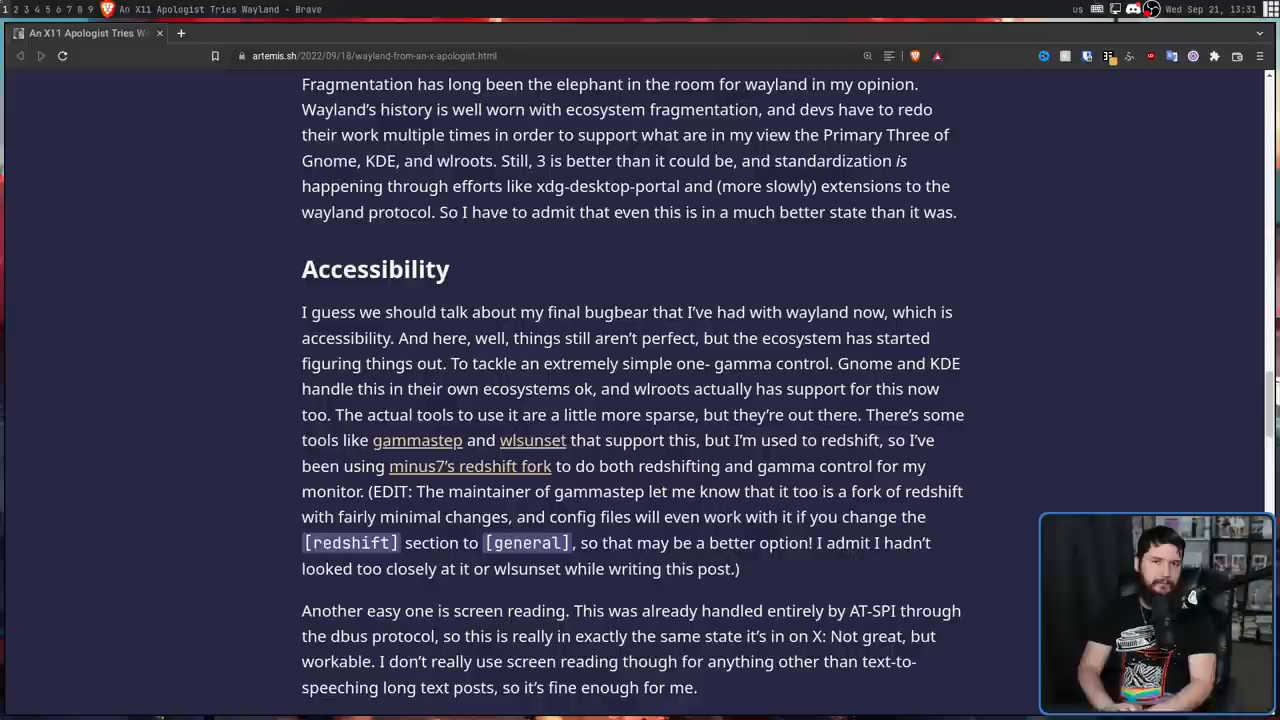 1 2 3 4 5 6 7 8 9 An X11 Apologist Tries Wayland - Brave
us Wed Sep 21, 13:31
An X11 Apologist Tries Wa
artemis.sh/2022/09/18/wayland-from-an-x-apologist.html
Fragmentation has long been the elephant in the room for wayland in my opinion.
Wayland’s history is well worn with ecosystem fragmentation, and devs have to redo
their work multiple times in order to support what are in my view the Primary Three of
Gnome, KDE, and wlroots. Still, 3 is better than it could be, and standardization is
happening through efforts like xdg-desktop-portal and (more slowly) extensions to the
wayland protocol. So I have to admit that even this is in a much better state than it was.
Accessibility
I guess we should talk about my final bugbear that I’ve had with wayland now, which is
accessibility. And here, well, things still aren’t perfect, but the ecosystem has started
figuring things out. To tackle an extremely simple one- gamma control. Gnome and KDE
handle this in their own ecosystems ok, and wlroots actually has support for this now
too. The actual tools to use it are a little more sparse, but they’re out there. There’s some
tools like gammastep and wlsunset that support this, but I’m used to redshift, so I’ve
been using minus7’s redshift fork to do both redshifting and gamma control for my
monitor. (EDIT: The maintainer of gammastep let me know that it too is a fork of redshift
with fairly minimal changes, and config files will even work with it if you change the
[redshift] section to [general], so that may be a better option! I admit I hadn’t
looked too closely at it or wlsunset while writing this post.)
Another easy one is screen reading. This was already handled entirely by AT-SPI through
the dbus protocol, so this is really in exactly the same state it’s in on X: Not great, but
workable. I don’t really use screen reading though for anything other than text-to-
speeching long text posts, so it’s fine enough for me.